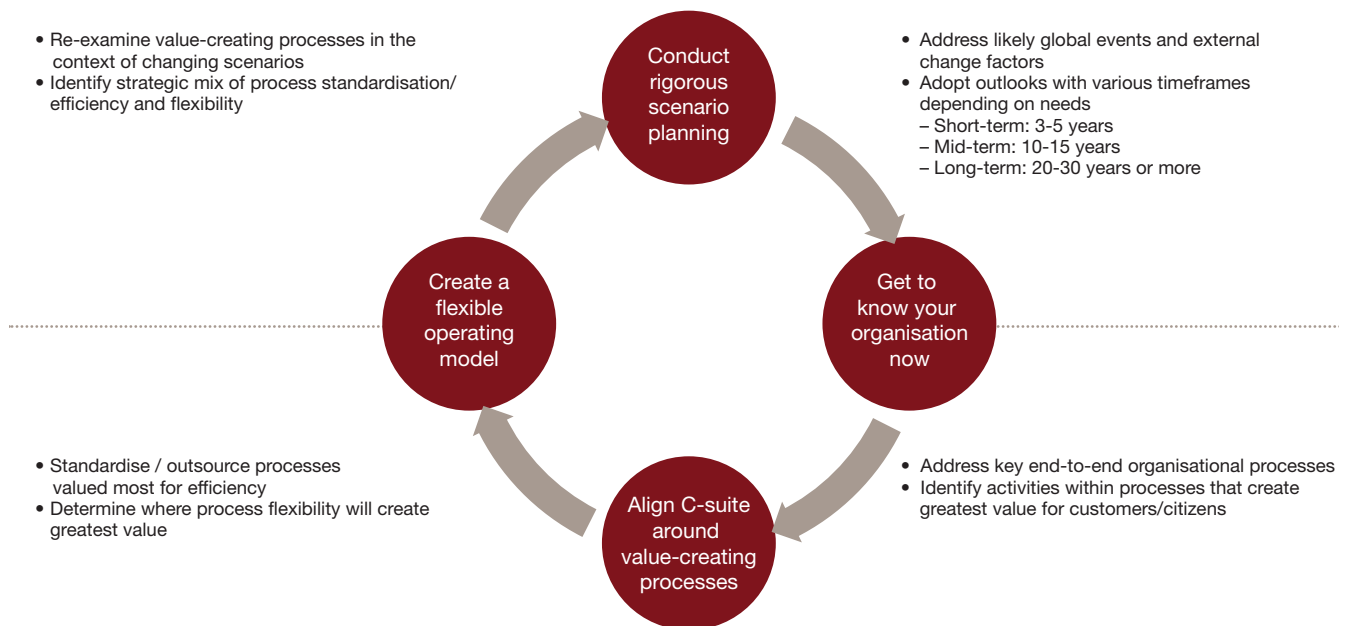 • Re-examine value-creating processes in the
context of changing scenarios
• Identify strategic mix of process standardisation/
efficiency and flexibility
Conduct
rigorous
scenario
planning
• Address likely global events and external
change factors
• Adopt outlooks with various timeframes
depending on needs
– Short-term: 3-5 years
– Mid-term: 10-15 years
– Long-term: 20-30 years or more
Create a
flexible
operating
model
Get to
know your
organisation
now
• Standardise / outsource processes
valued most for efficiency
• Determine where process flexibility will create
greatest value
Align C-suite
around
value-creating
processes
• Address key end-to-end organisational processes
• Identify activities within processes that create
greatest value for customers/citizens